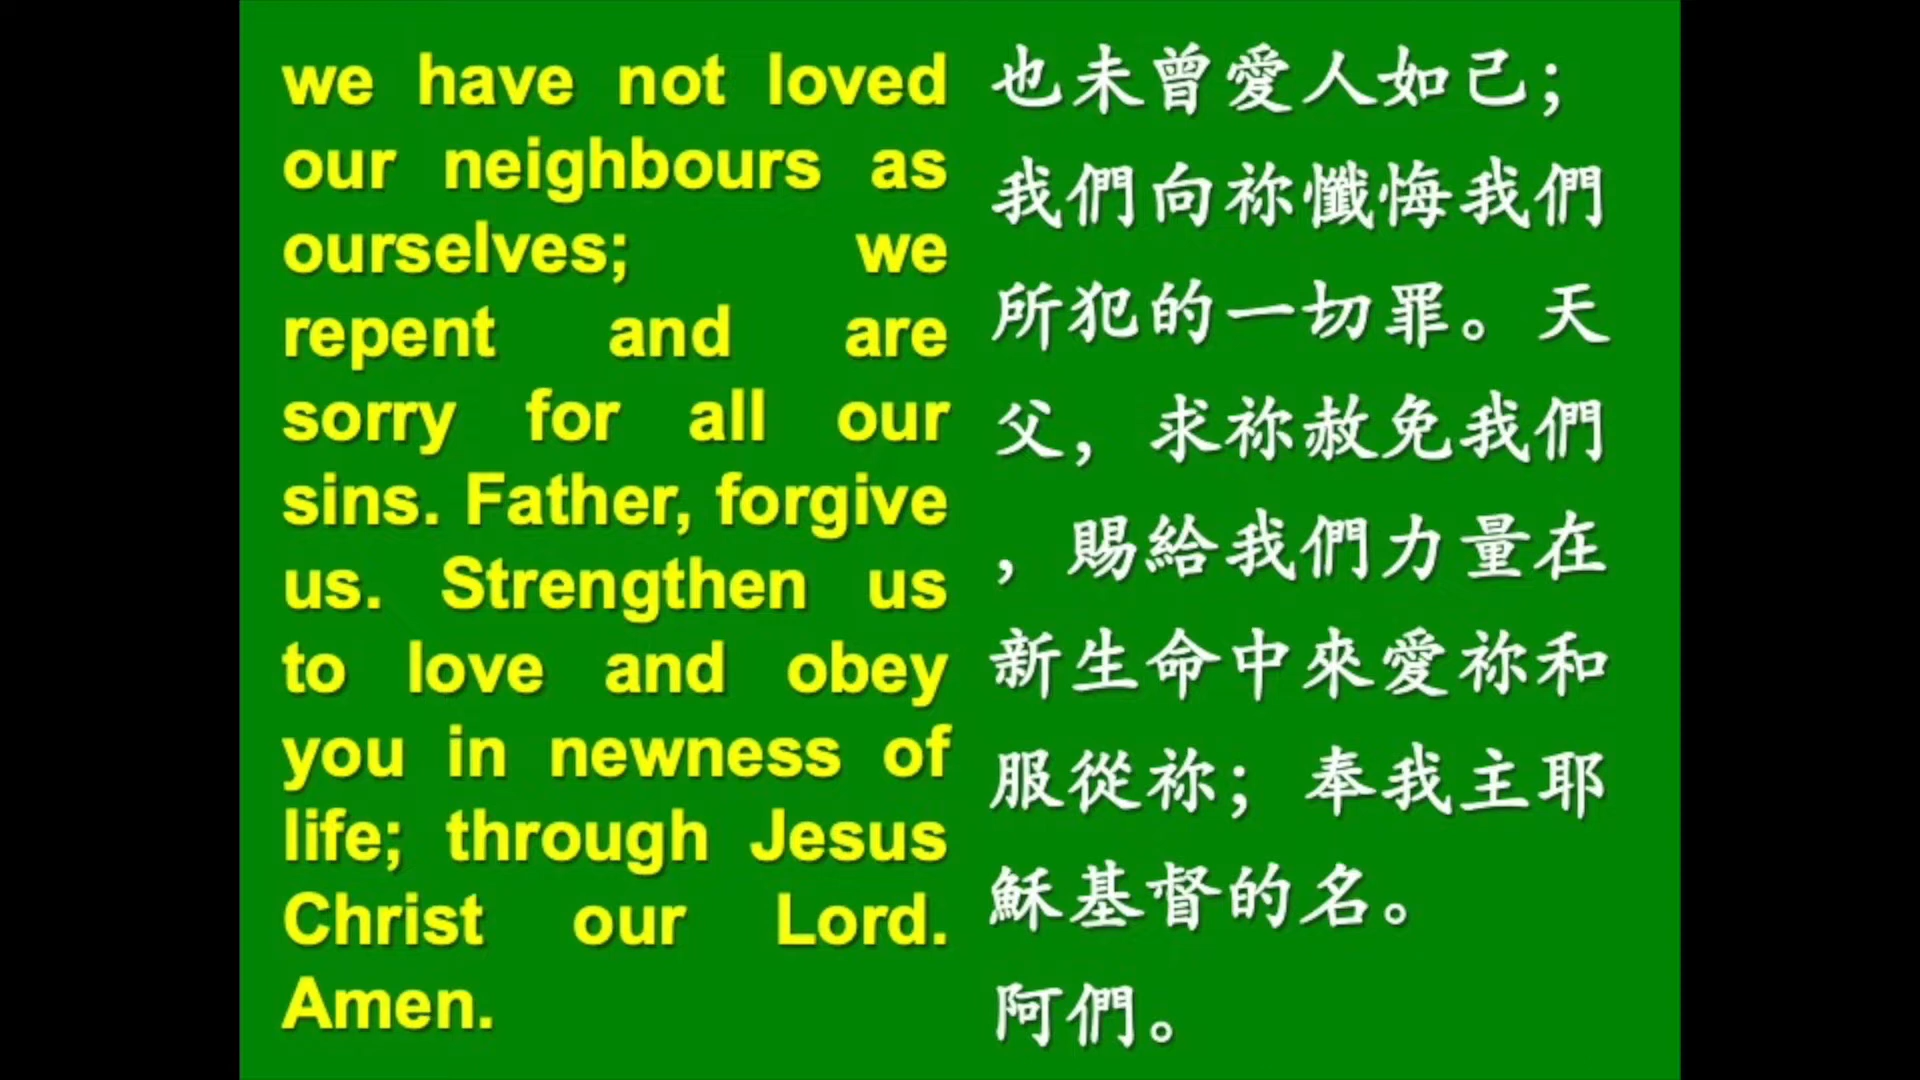 we have not loved
our neighbours as
ourselves; we
repent and are
sorry for all our
sins. Father, forgive
us. Strengthen us
to love and obey
you in newness of
life; through Jesus
Christ our Lord.
Amen.
也未曾愛人如己；
我們向祢懺悔我們
所犯的一切罪。天
父，求祢赦免我們
，賜給我們力量在
新生命中來愛祢和
服從祢；奉我主耶
穌基督的名。
阿們。